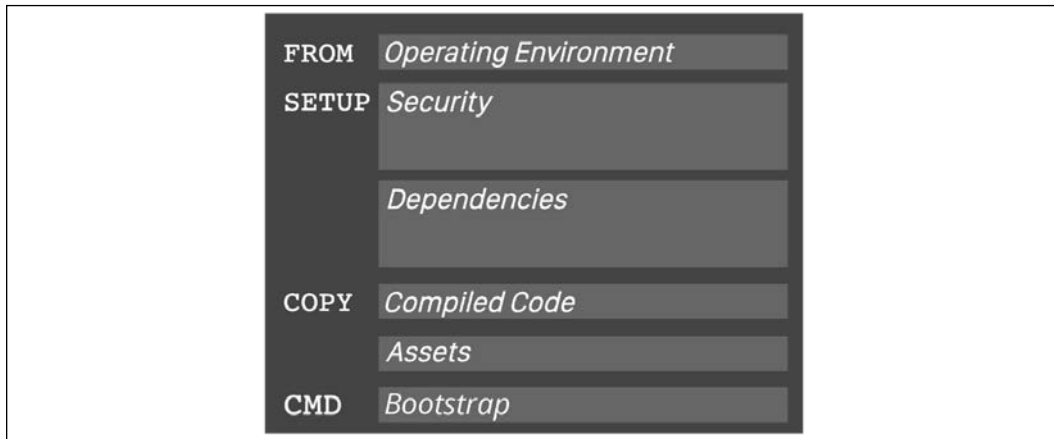 FROM Operating Environment
SETUP Security
Dependencies
COPY Compiled Code
Assets
CMD Bootstrap